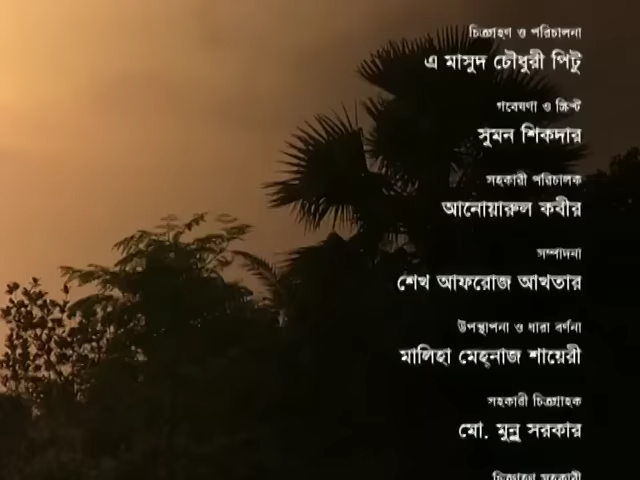 চিত্রগ্রহণ ও পরিচালনা
এ মাসুদ চৌধুরী পিটু
গবেষণা ও স্ক্রিপ্ট
সুমন শিকদার
সহকারী পরিচালক
আনোয়ারুল কবীর
সম্পাদনা
শেখ আফরোজ আখতার
উপস্থাপনা ও ধারা বর্ণনা
মালিহা মেহ্নাজ শায়েরী
সহকারী চিত্রগ্রাহক
মো. মুন্নু সরকার